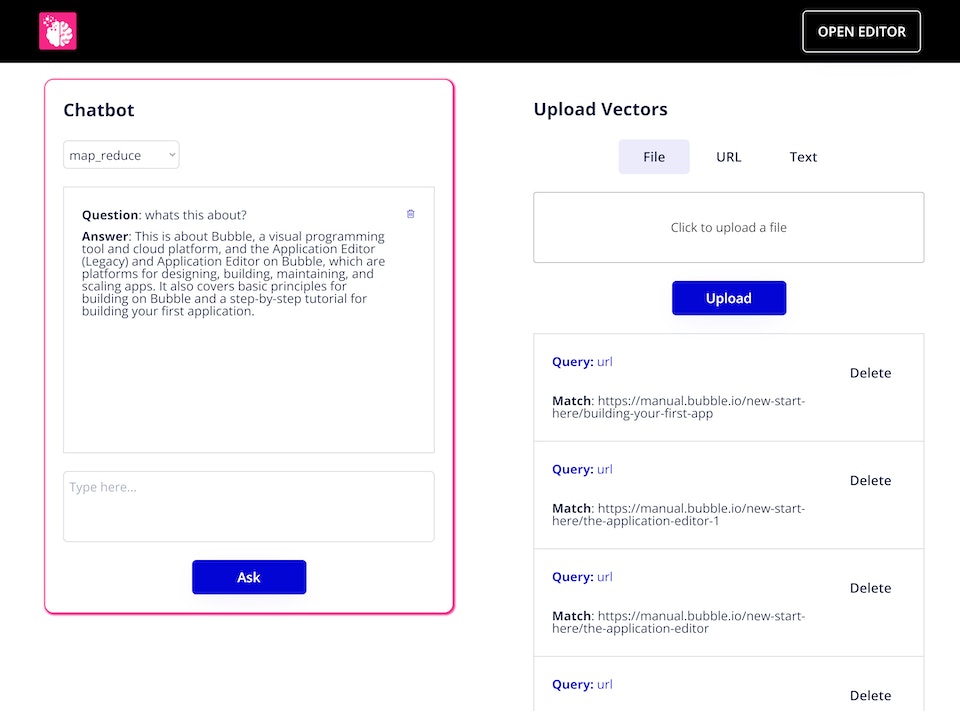 OPEN EDITOR
Chatbot
map_reduce
Question: whats this about?
Answer: This is about Bubble, a visual programming
tool and cloud platform, and the Application Editor
(Legacy) and Application Editor on Bubble, which are
platforms for designing, building, maintaining, and
scaling apps. It also covers basic principles for
building on Bubble and a step-by-step tutorial for
building your first application.
Type here...
Ask
Upload Vectors
File URL Text
Click to upload a file
Upload
Query: url
Delete
Match: https://manual.bubble.io/new-start-
here/building-your-first-app
Query: url
Delete
Match: https://manual.bubble.io/new-start-
here/the-application-editor-1
Query: url
Delete
Match: https://manual.bubble.io/new-start-
here/the-application-editor
Query: url
Delete